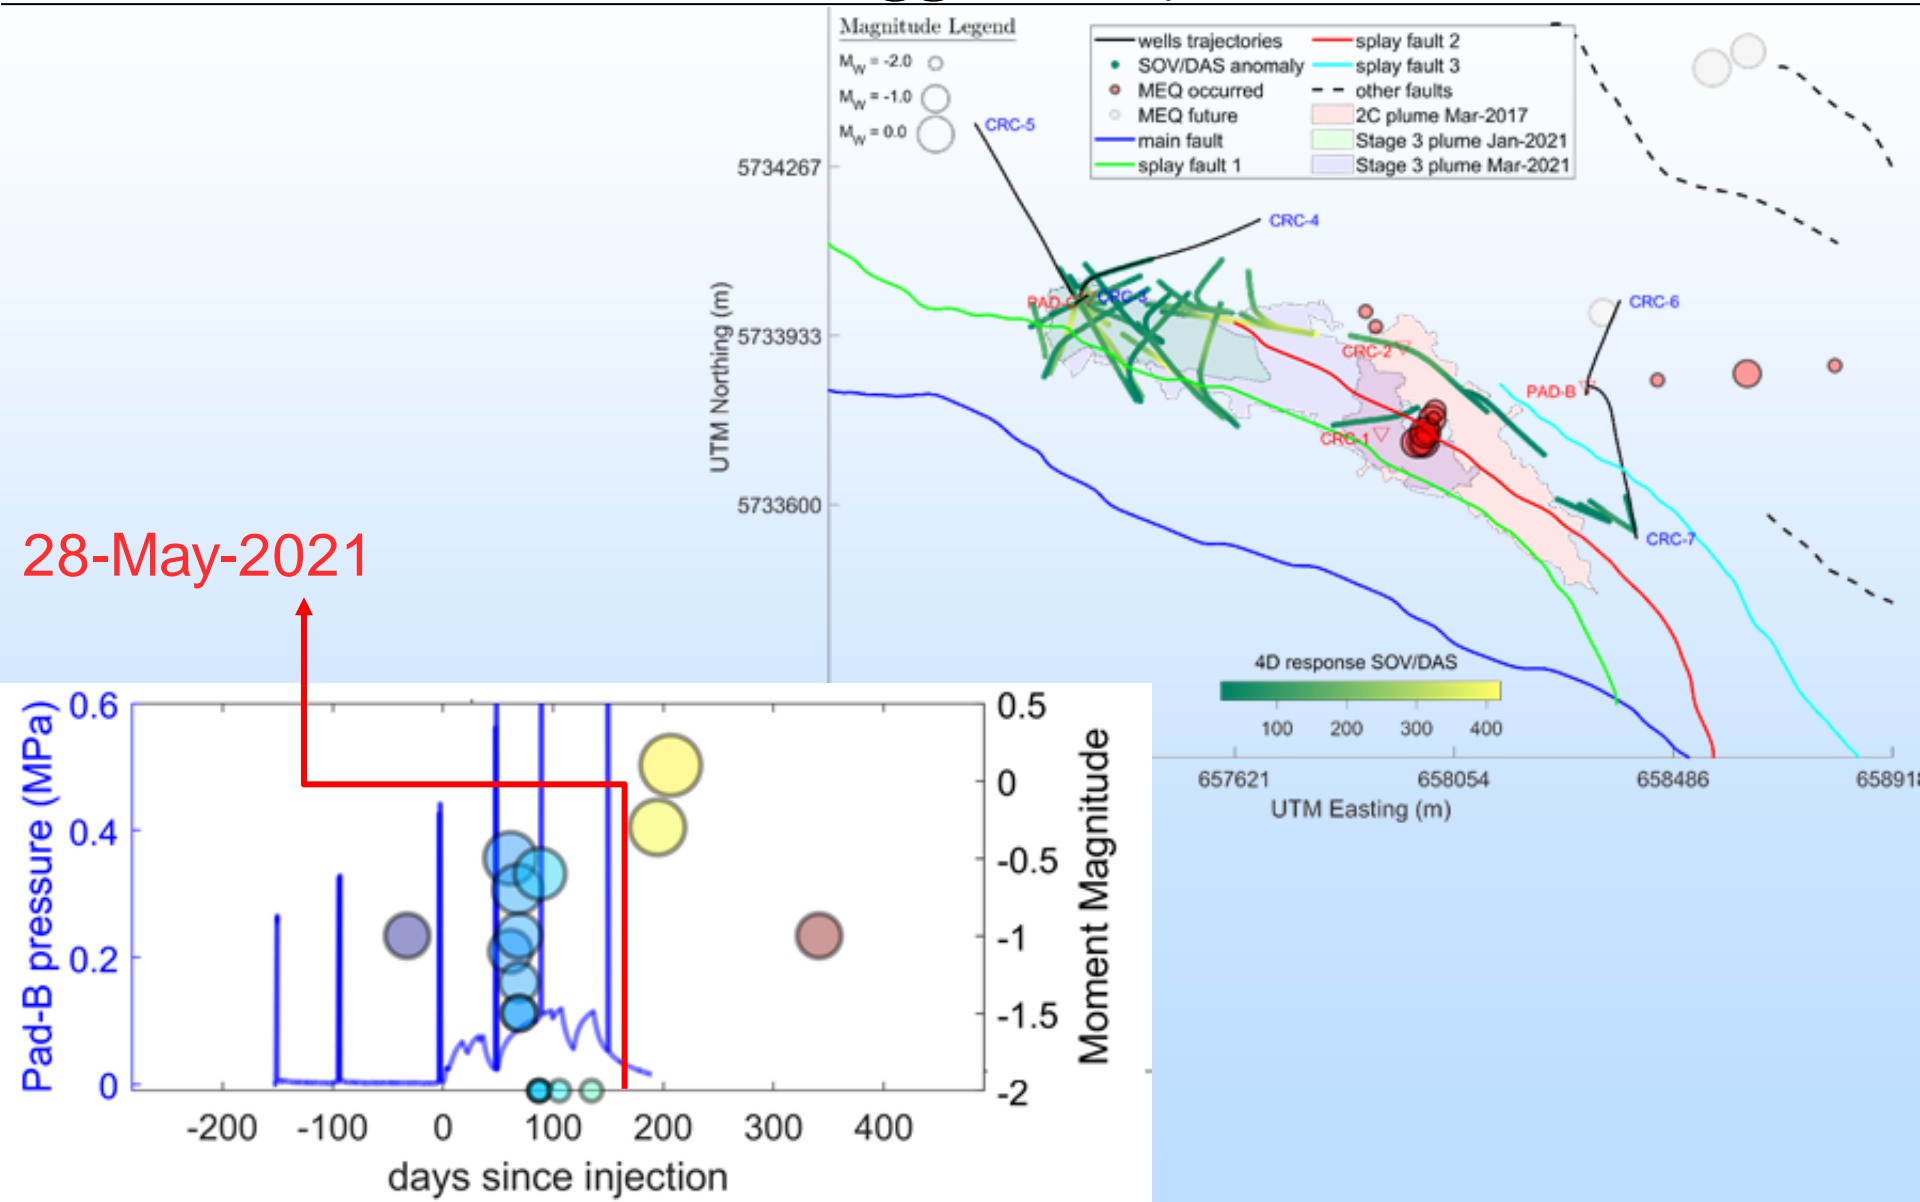 Magnitude Legend
M_W = -2.0
M_W = -1.0
M_W = 0.0
wells trajectories
SOV/DAS anomaly
MEQ occurred
MEQ future
main fault
splay fault 1
splay fault 2
splay fault 3
other faults
2C plume Mar-2017
Stage 3 plume Jan-2021
Stage 3 plume Mar-2021
CRC-5
CRC-4
CRC-3
CRC-6
CRC-2
PAD-B
CRC-1
CRC-7
5734267
5733933
5733600
UTM Northing (m)
4D response SOV/DAS
100 200 300 400
657621 658054 658486
UTM Easting (m)
28-May-2021
0.6
0.4
0.2
0
Pad-B pressure (MPa)
0.5
0
-0.5
-1
-1.5
-2
Moment Magnitude
-200 -100 0 100 200 300 400
days since injection